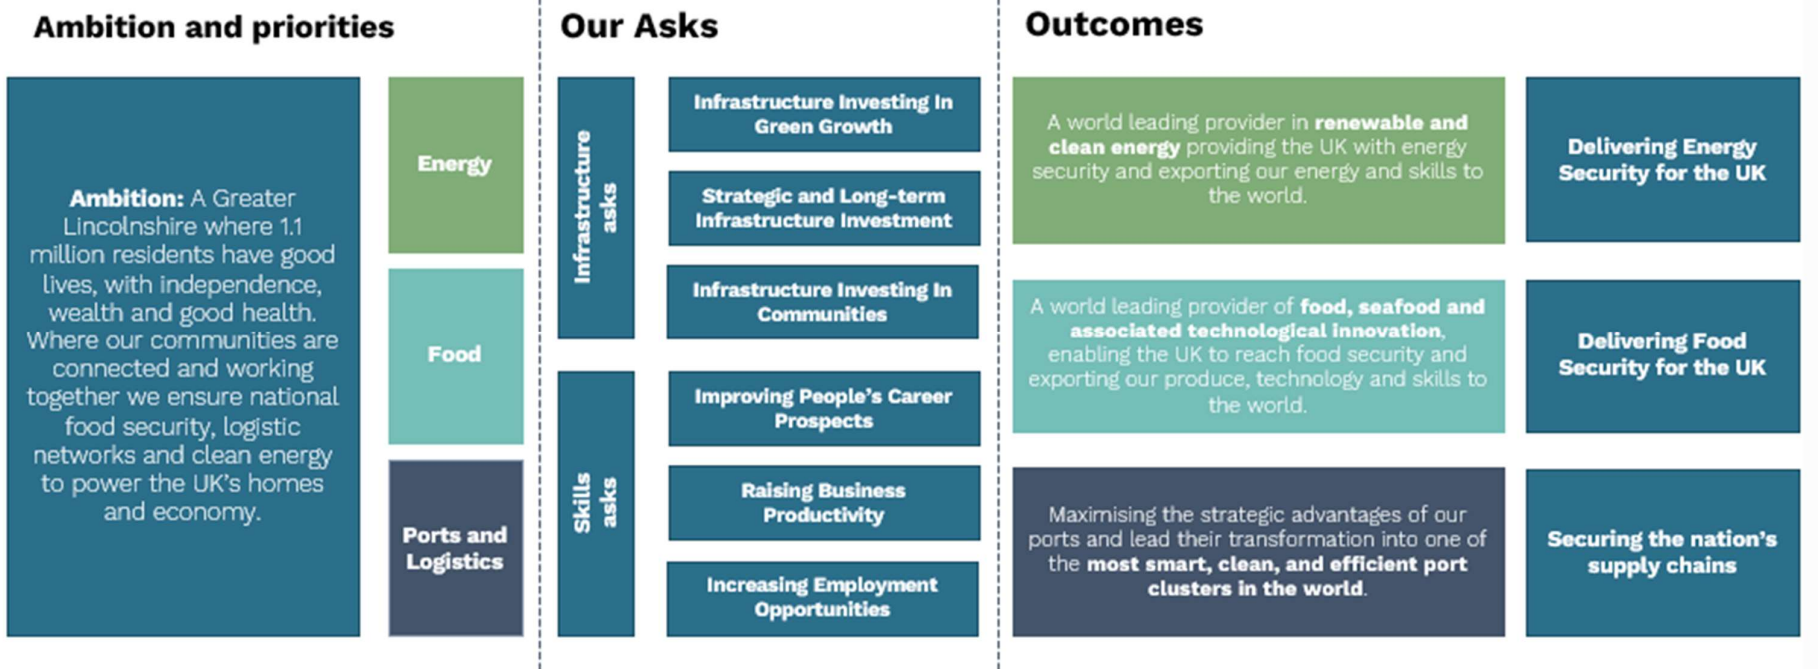 Ambition and priorities
Ambition: A Greater
Lincolnshire where 1.1
million residents have good
lives, with independence,
wealth and good health.
Where our communities are
connected and working
together we ensure national
food security, logistic
networks and clean energy
to power the UK's homes
and economy.
Energy
Food
Ports and
Logistics
Our Asks
Infrastructure
asks
Infrastructure Investing In
Green Growth
Strategic and Long-term
Infrastructure Investment
Infrastructure Investing In
Communities
Skills
asks
Improving People's Career
Prospects
Raising Business
Productivity
Increasing Employment
Opportunities
Outcomes
A world leading provider in renewable and
clean energy providing the UK with energy
security and exporting our energy and skills to
the world.
Delivering Energy
Security for the UK
A world leading provider of food, seafood and
associated technological innovation,
enabling the UK to reach food security and
exporting our produce, technology and skills to
the world.
Delivering Food
Security for the UK
Maximising the strategic advantages of our
ports and lead their transformation into one of
the most smart, clean, and efficient port
clusters in the world.
Securing the nation's
supply chains